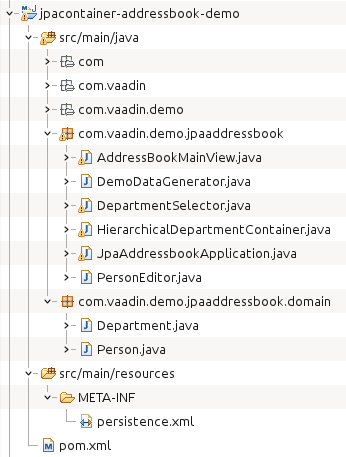 jpacontainer-addressbook-demo
src/main/java
com
com.vaadin
com.vaadin.demo
com.vaadin.demo.jpaaddressbook
AddressBookMainView.java
DemoDataGenerator.java
DepartmentSelector.java
HierarchicalDepartmentContainer.java
JpaAddressbookApplication.java
PersonEditor.java
com.vaadin.demo.jpaaddressbook.domain
Department.java
Person.java
src/main/resources
META-INF
persistence.xml
pom.xml